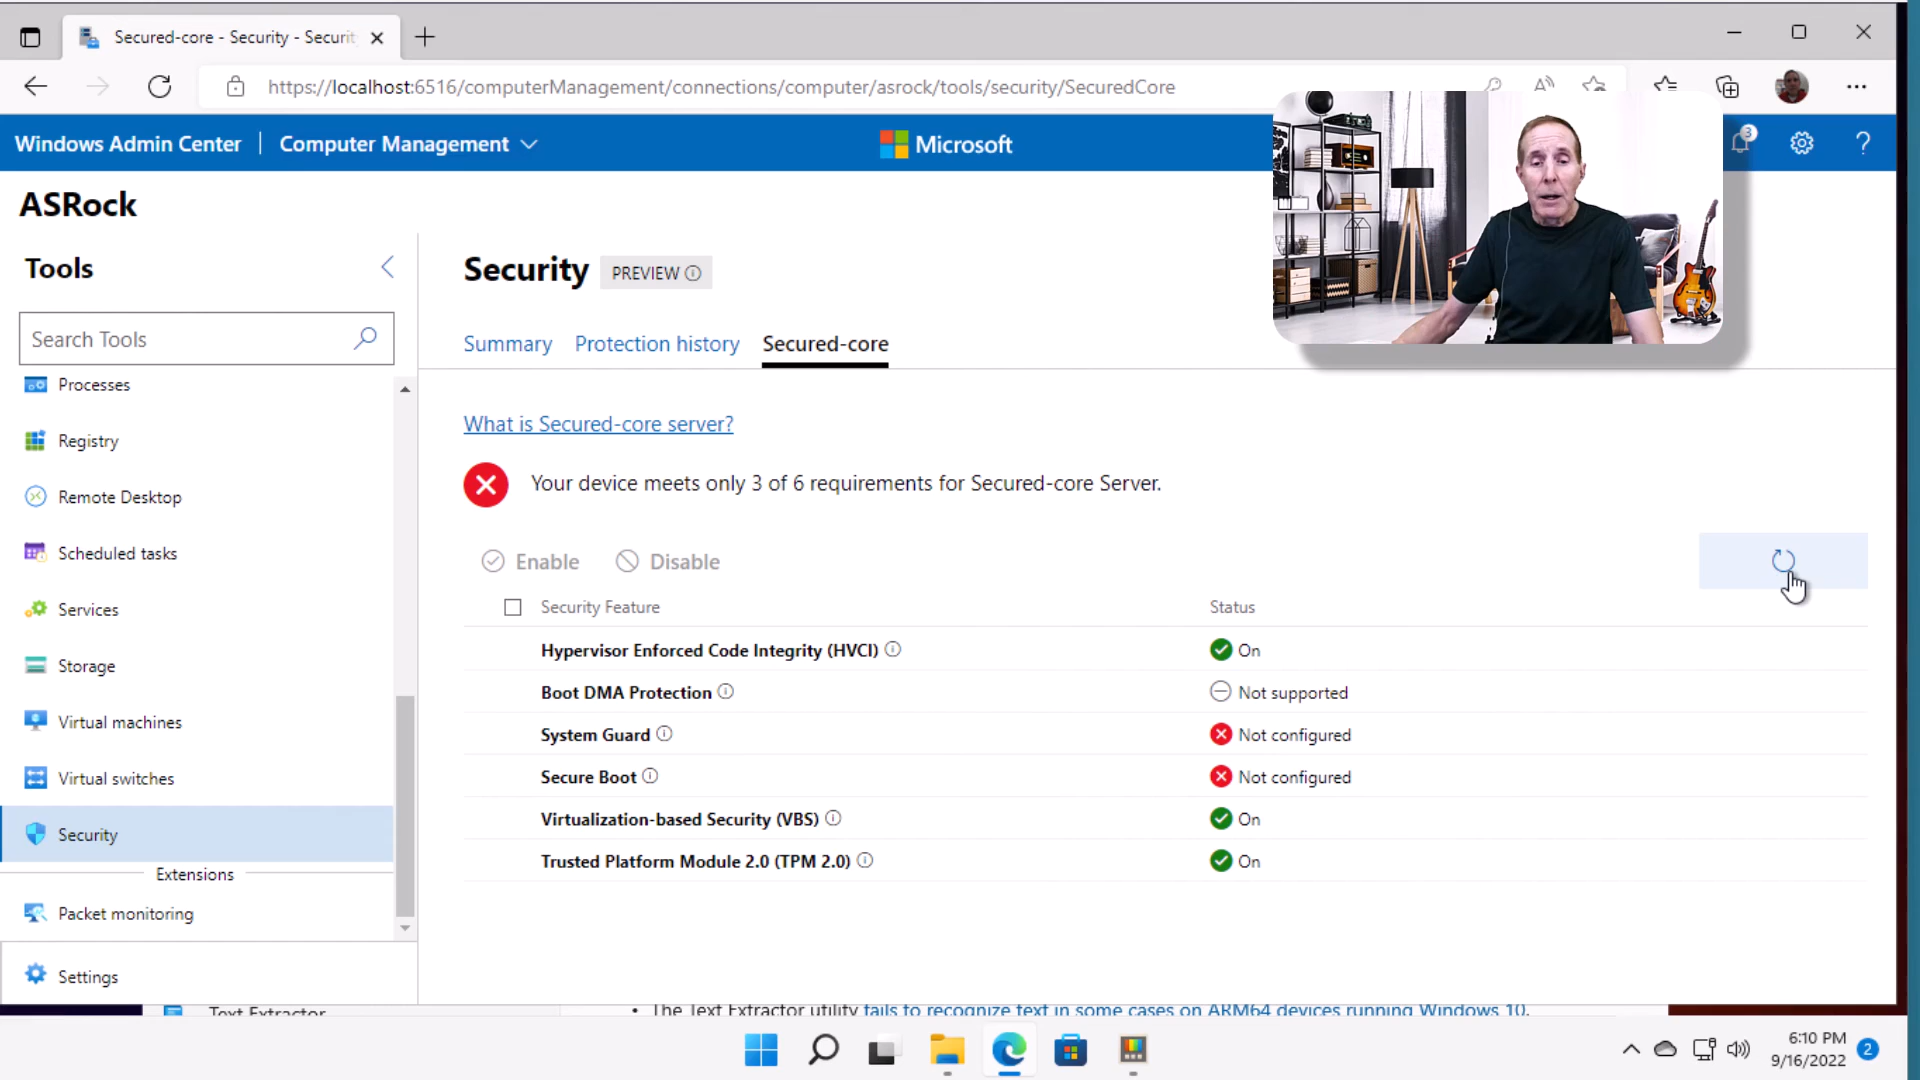 Secured-core - Security - Securit
https://localhost:6516/computerManagement/connections/computer/asrock/tools/security/SecuredCore
Windows Admin Center
Computer Management
Microsoft
3
?
ASRock
Tools
Search Tools
Processes
Registry
Remote Desktop
Scheduled tasks
Services
Storage
Virtual machines
Virtual switches
Security
Extensions
Packet monitoring
Settings
Security
PREVIEW
Summary
Protection history
Secured-core
What is Secured-core server?
Your device meets only 3 of 6 requirements for Secured-core Server.
Enable
Disable
Security Feature
Status
Hypervisor Enforced Code Integrity (HVCI)
On
Boot DMA Protection
Not supported
System Guard
Not configured
Secure Boot
Not configured
Virtualization-based Security (VBS)
On
Trusted Platform Module 2.0 (TPM 2.0)
On
Text Extractor
• The Text Extractor utility fails to recognize text in some cases on ARM64 devices running Windows 10.
6:10 PM
9/16/2022
2